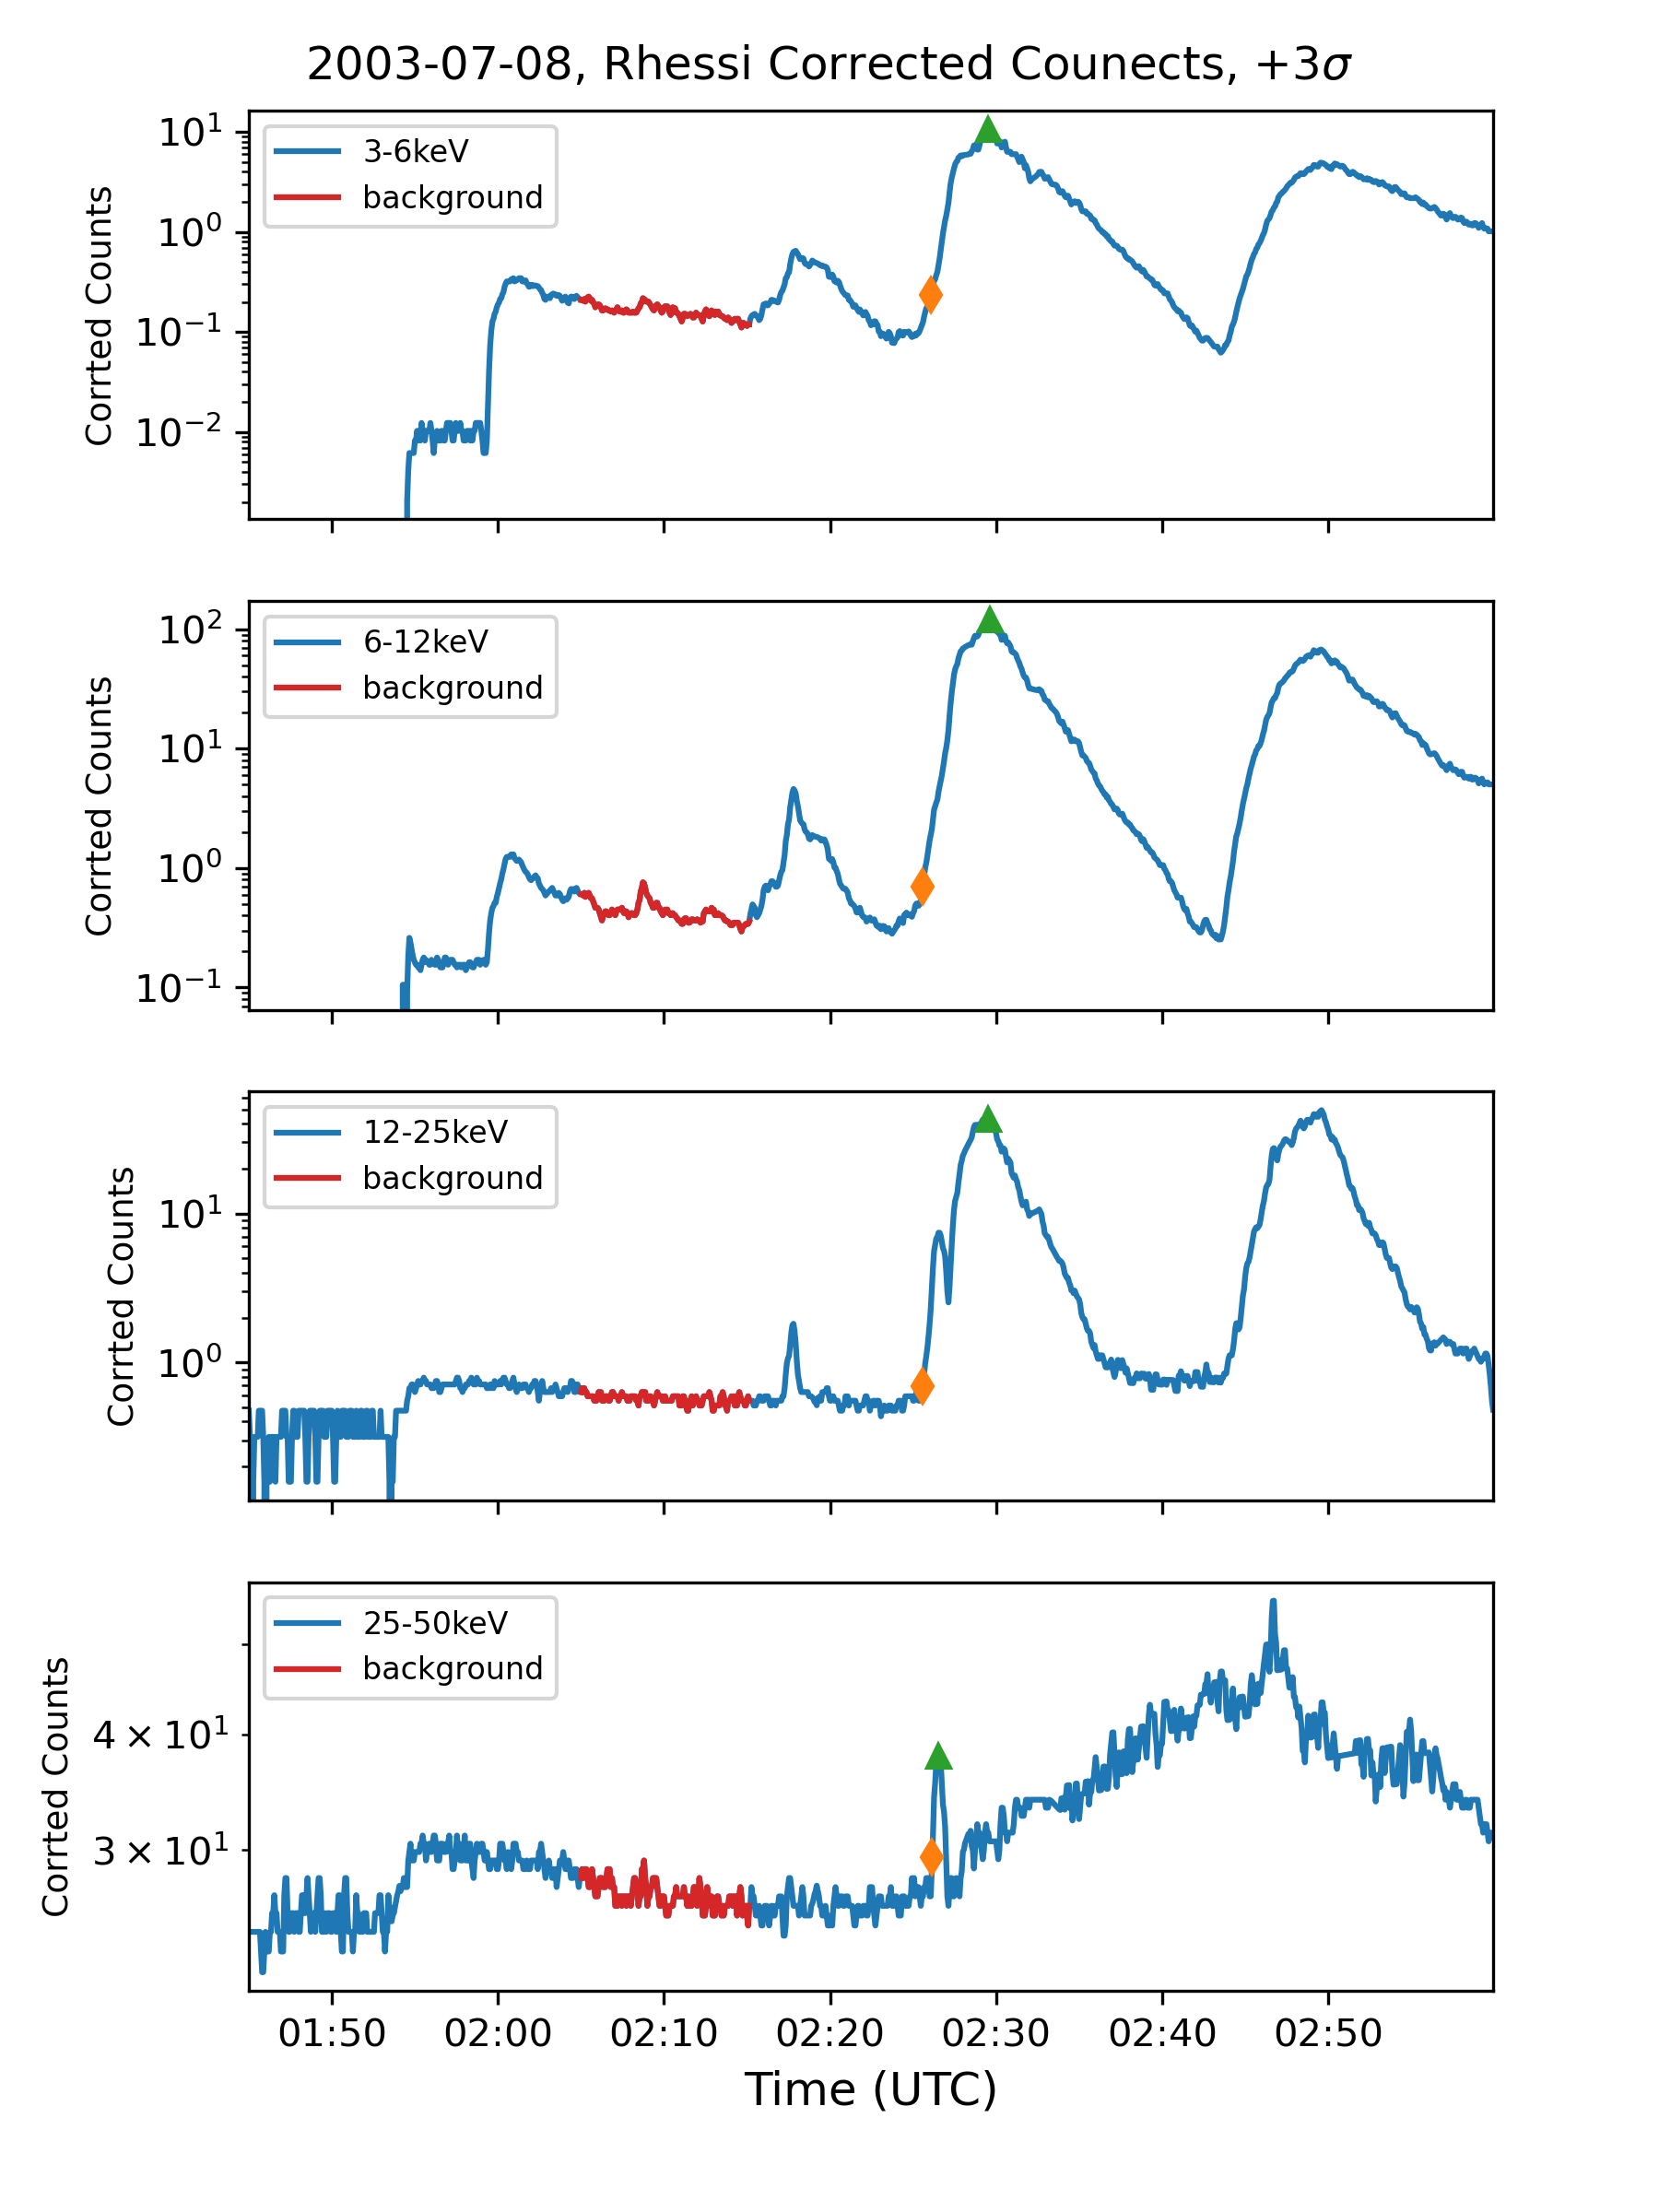 2003-07-08, Rhessi Corrected Counects, +3σ
10¹
10⁰
10⁻¹
10⁻²
Corrted Counts
3-6keV
background
10²
10¹
10⁰
10⁻¹
Corrted Counts
6-12keV
background
10¹
10⁰
Corrted Counts
12-25keV
background
4×10¹
3×10¹
Corrted Counts
25-50keV
background
01:50 02:00 02:10 02:20 02:30 02:40 02:50
Time (UTC)